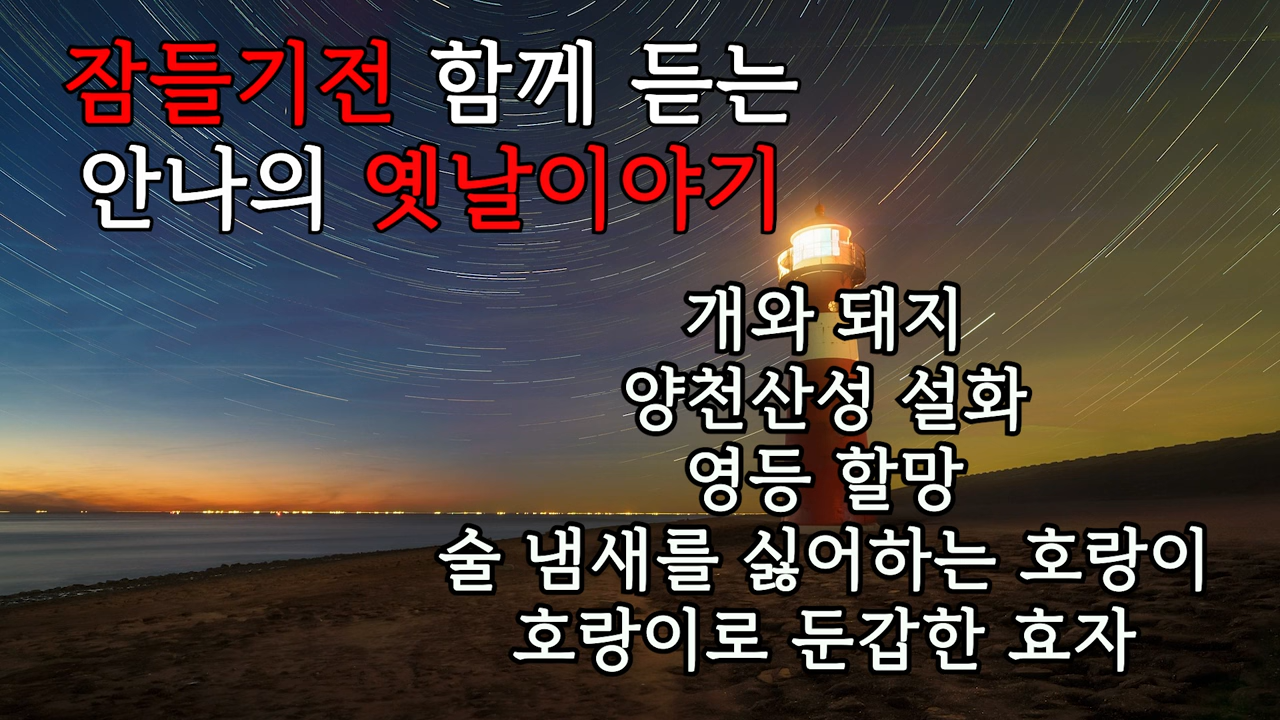 잠들기전 함께 듣는
안나의 옛날이야기
개와 돼지
양천산성 설화
영등 할망
술 냄새를 싫어하는 호랑이
호랑이로 둔갑한 효자